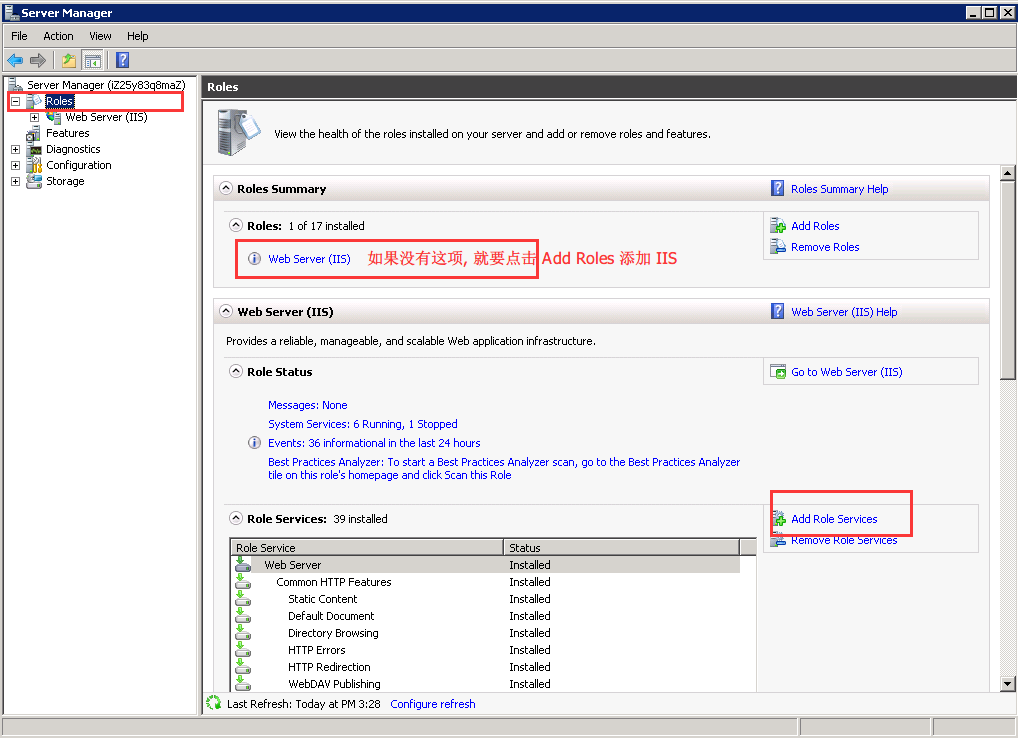 Server Manager
File Action View Help
Server Manager (iZ25y83q8maZ)
Roles
Web Server (IIS)
Features
Diagnostics
Configuration
Storage
Roles
View the health of the roles installed on your server and add or remove roles and features.
Roles Summary
Roles Summary Help
Roles: 1 of 17 installed
Add Roles
Remove Roles
Web Server (IIS) 如果没有这项, 就要点击 Add Roles 添加 IIS
Web Server (IIS)
Web Server (IIS) Help
Provides a reliable, manageable, and scalable Web application infrastructure.
Role Status
Go to Web Server (IIS)
Messages: None
System Services: 6 Running, 1 Stopped
Events: 36 informational in the last 24 hours
Best Practices Analyzer: To start a Best Practices Analyzer scan, go to the Best Practices Analyzer
tile on this role's homepage and click Scan this Role
Role Services: 39 installed
Add Role Services
Remove Role Services
Role Service Status
Web Server Installed
Common HTTP Features Installed
Static Content Installed
Default Document Installed
Directory Browsing Installed
HTTP Errors Installed
HTTP Redirection Installed
WebDAV Publishing Installed
Last Refresh: Today at PM 3:28 Configure refresh